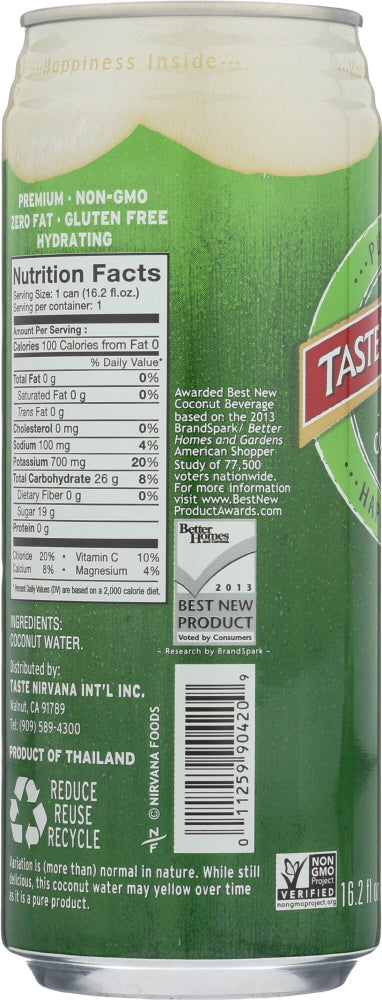 ...Happiness Inside...
PREMIUM • NON-GMO
ZERO FAT • GLUTEN FREE
HYDRATING
Nutrition Facts
Serving Size: 1 can (16.2 fl.oz.)
Serving per container: 1
Amount Per Serving :
Calories 100 Calories from Fat 0
% Daily Value*
Total Fat 0 g 0%
Saturated Fat 0 g 0%
Trans Fat 0 g
Cholesterol 0 mg 0%
Sodium 100 mg 4%
Potassium 700 mg 20%
Total Carbohydrate 26 g 8%
Dietary Fiber 0 g 0%
Sugar 19 g
Protein 0 g
Chloride 20% • Vitamin C 10%
Calcium 8% • Magnesium 4%
*Percent Daily Values (DV) are based on a 2,000 calorie diet.
INGREDIENTS:
COCONUT WATER.
Distributed by:
TASTE NIRVANA INT'L INC.
Walnut, CA 91789
Tel: (909) 589-4300
PRODUCT OF THAILAND
REDUCE
REUSE
RECYCLE
Variation is (more than) normal in nature. While still
delicious, this coconut water may yellow over time
as it is a pure product.
Awarded Best New
Coconut Beverage
based on the 2013
BrandSpark/ Better
Homes and Gardens
American Shopper
Study of 77,500
voters nationwide.
For more information
visit www.BestNew
ProductAwards.com
Better
Homes
2013
BEST NEW
PRODUCT
Voted by Consumers
- Research by BrandSpark -
© NIRVANA FOODS
0 11259 90420 9
TASTE
NON
GMO
Project
VERIFIED
nongmoproject.org
16.2 fl oz